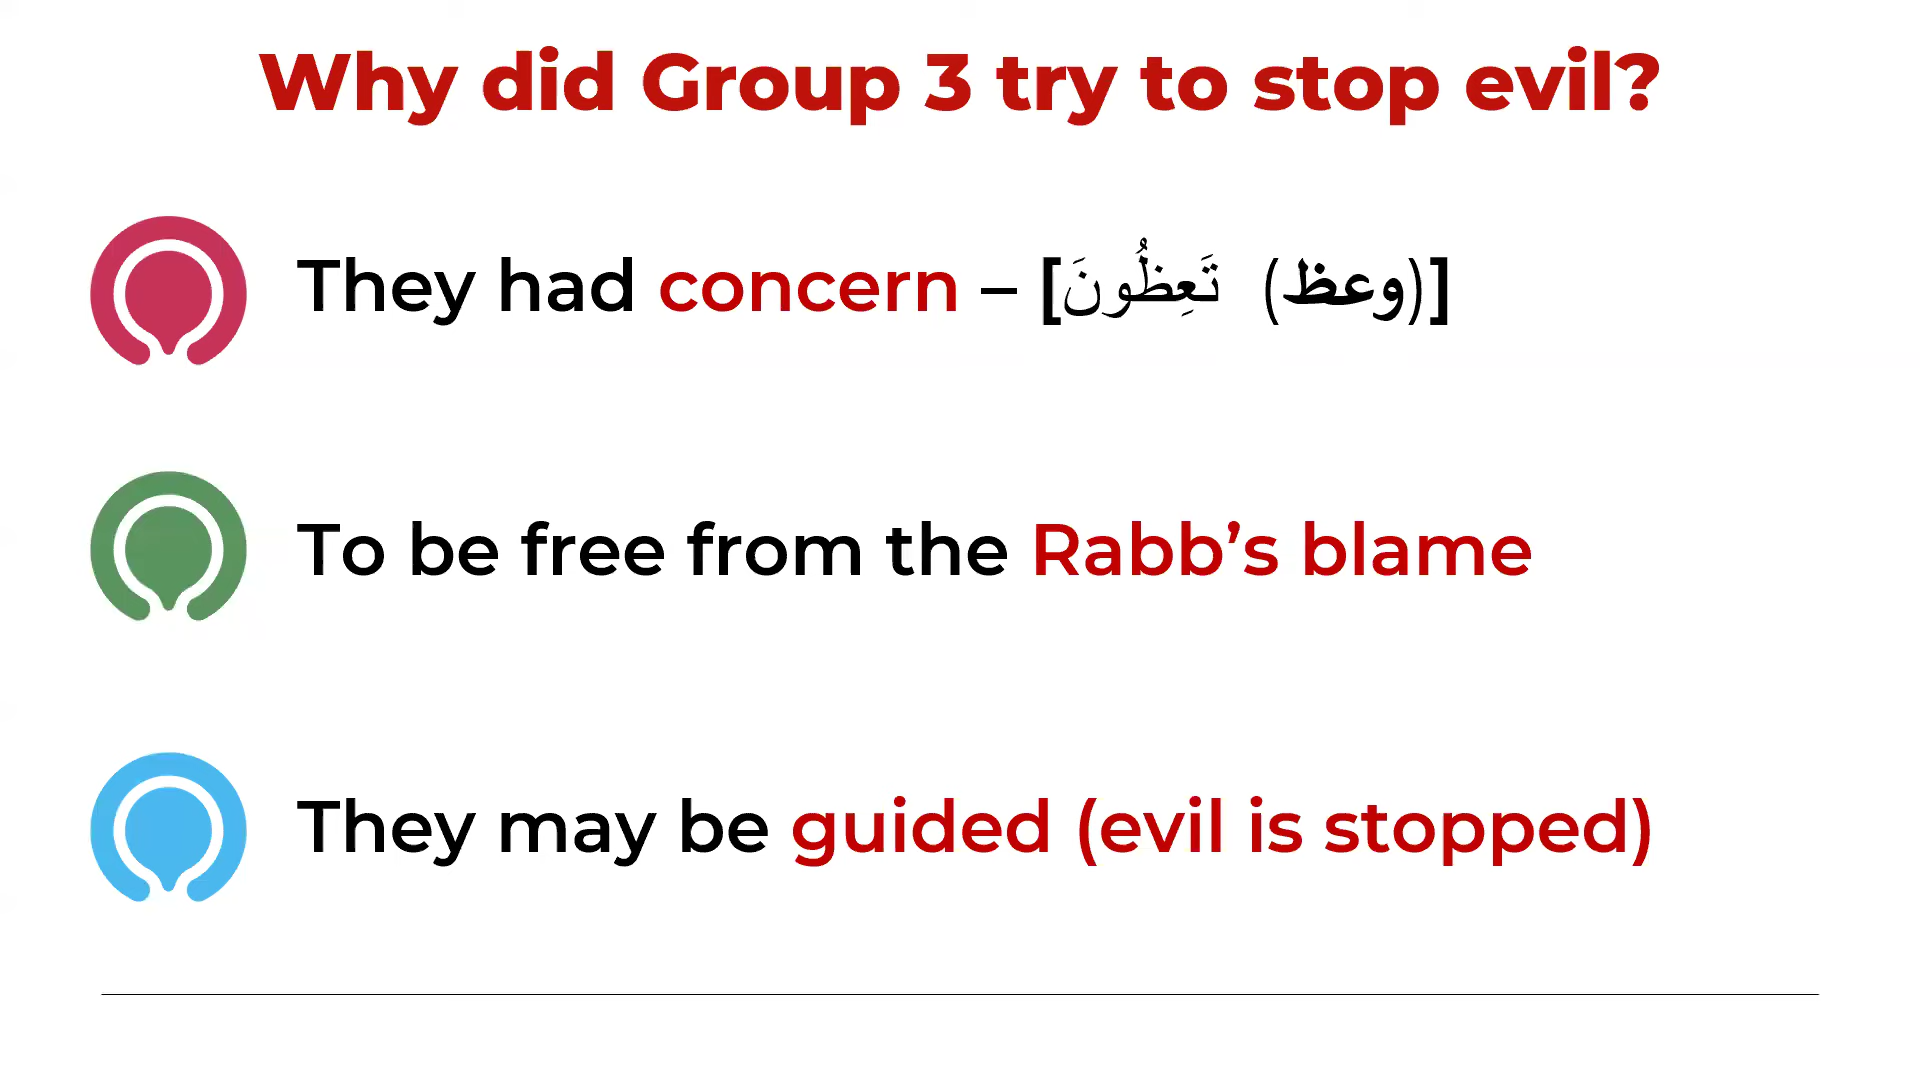 Why did Group 3 try to stop evil?
They had concern – [تَعِظُونَ (وعظ)]
To be free from the Rabb’s blame
They may be guided (evil is stopped)